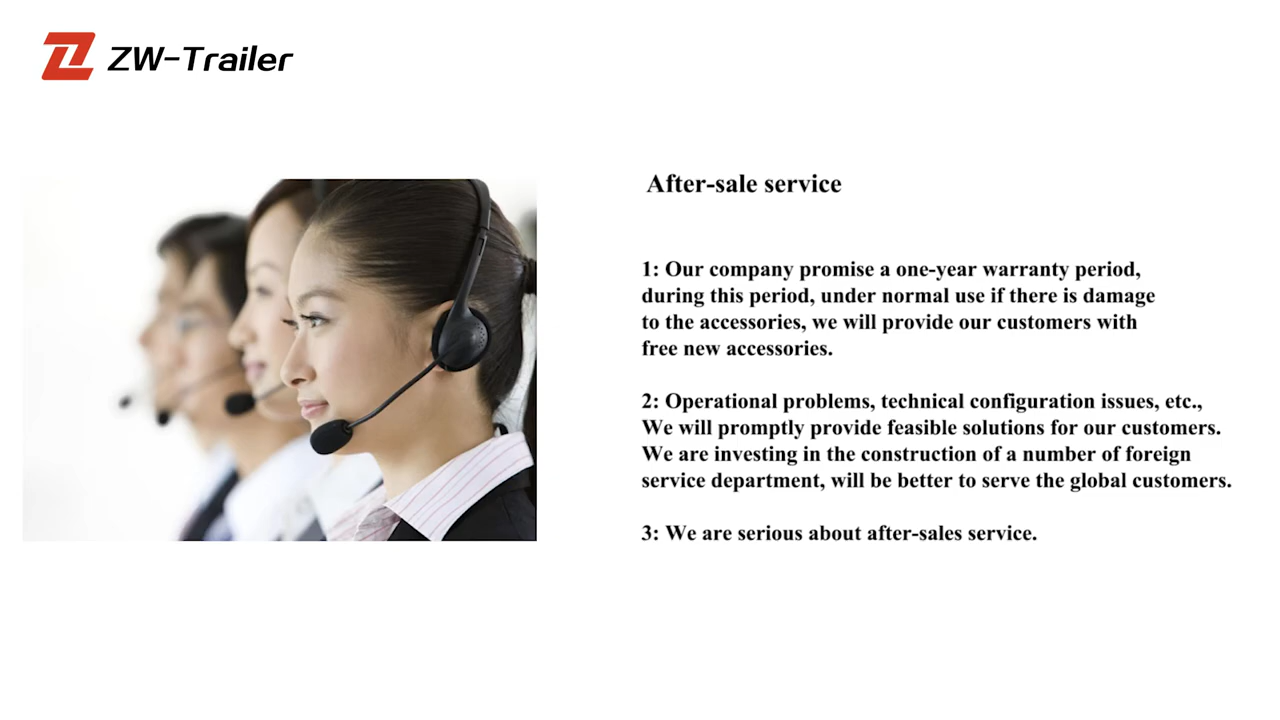 ZW-Trailer
After-sale service
1: Our company promise a one-year warranty period,
during this period, under normal use if there is damage
to the accessories, we will provide our customers with
free new accessories.
2: Operational problems, technical configuration issues, etc.,
We will promptly provide feasible solutions for our customers.
We are investing in the construction of a number of foreign
service department, will be better to serve the global customers.
3: We are serious about after-sales service.